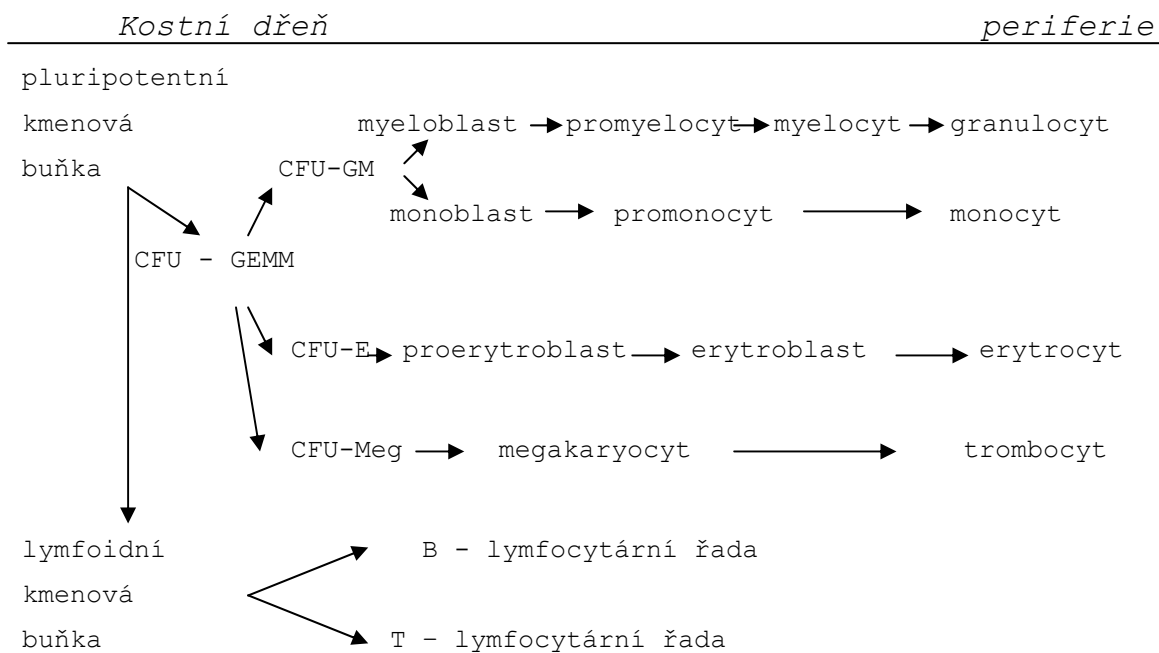 Kostní dřeň periferie
pluripotentní
kmenová myeloblast promyelocyt myelocyt granulocyt
buňka CFU-GM
monoblast promonocyt monocyt
CFU - GEMM
CFU-E proerytroblast erytroblast erytrocyt
CFU-Meg megakaryocyt trombocyt
lymfoidní B - lymfocytární řada
kmenová
buňka T – lymfocytární řada